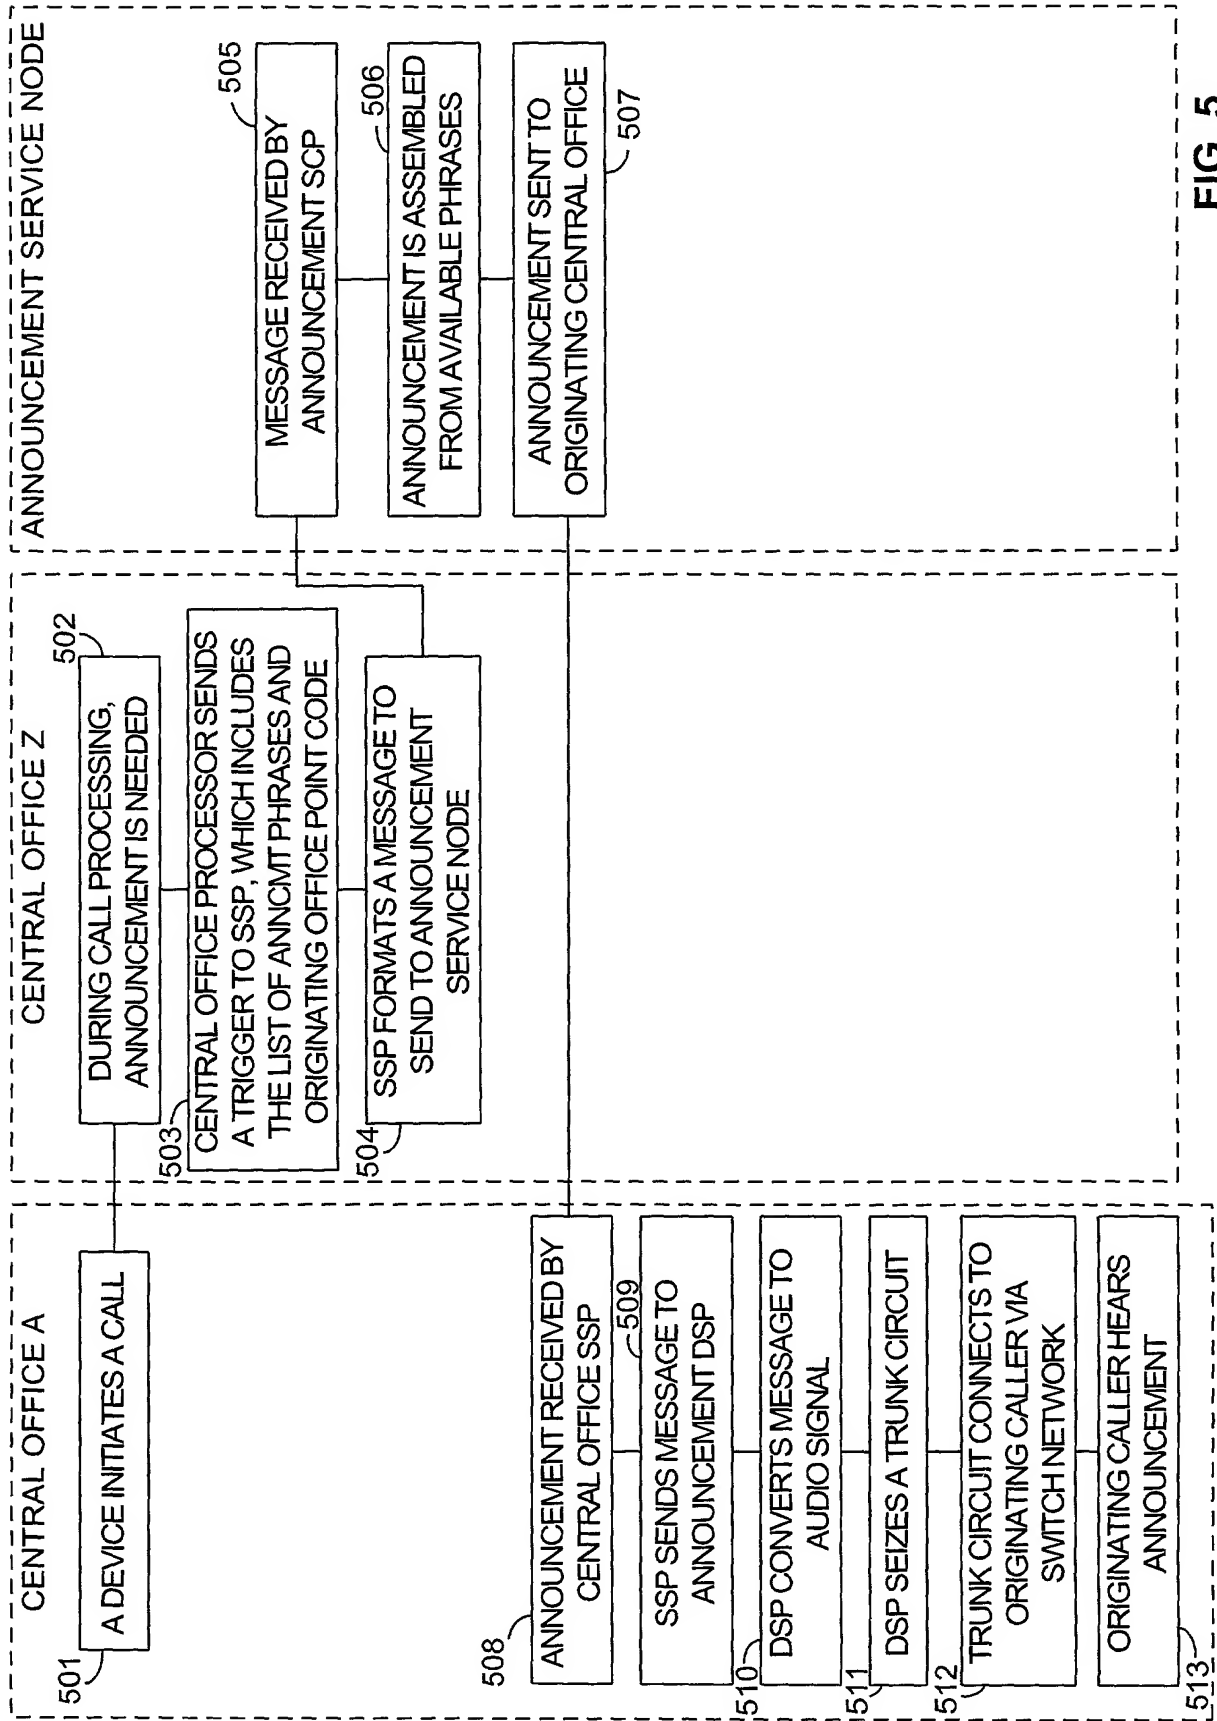 CENTRAL OFFICE A
501
A DEVICE INITIATES A CALL
508
ANNOUNCEMENT RECEIVED BY
CENTRAL OFFICE SSP
509
SSP SENDS MESSAGE TO
ANNOUNCEMENT DSP
510
DSP CONVERTS MESSAGE TO
AUDIO SIGNAL
511
DSP SEIZES A TRUNK CIRCUIT
512
TRUNK CIRCUIT CONNECTS TO
ORIGINATING CALLER VIA
SWITCH NETWORK
ORIGINATING CALLER HEARS
ANNOUNCEMENT
513
CENTRAL OFFICE Z
502
DURING CALL PROCESSING,
ANNOUNCEMENT IS NEEDED
503
CENTRAL OFFICE PROCESSOR SENDS
A TRIGGER TO SSP, WHICH INCLUDES
THE LIST OF ANNCMT PHRASES AND
ORIGINATING OFFICE POINT CODE
504
SSP FORMATS A MESSAGE TO
SEND TO ANNOUNCEMENT
SERVICE NODE
ANNOUNCEMENT SERVICE NODE
505
MESSAGE RECEIVED BY
ANNOUNCEMENT SCP
506
ANNOUNCEMENT IS ASSEMBLED
FROM AVAILABLE PHRASES
ANNOUNCEMENT SENT TO
ORIGINATING CENTRAL OFFICE
507
FIG. 5